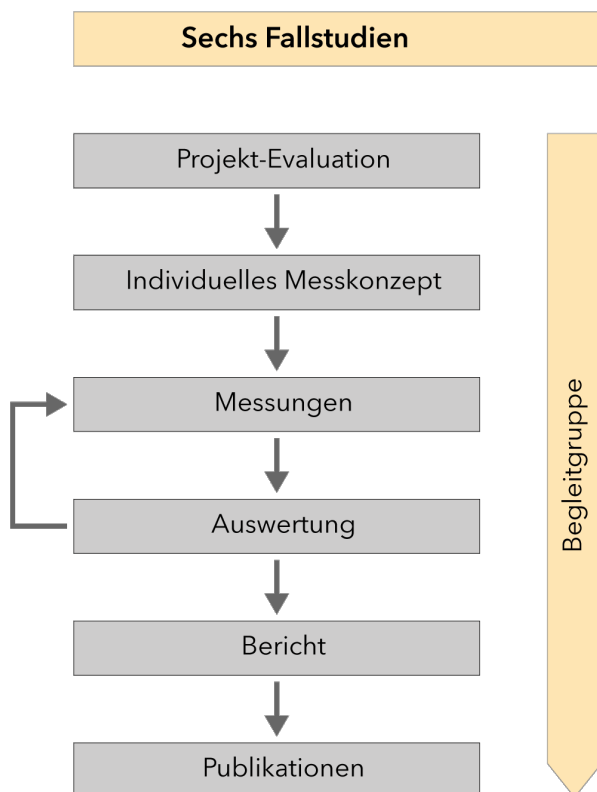 Sechs Fallstudien
Projekt-Evaluation
Individuelles Messkonzept
Messungen
Auswertung
Bericht
Publikationen
Begleitgruppe